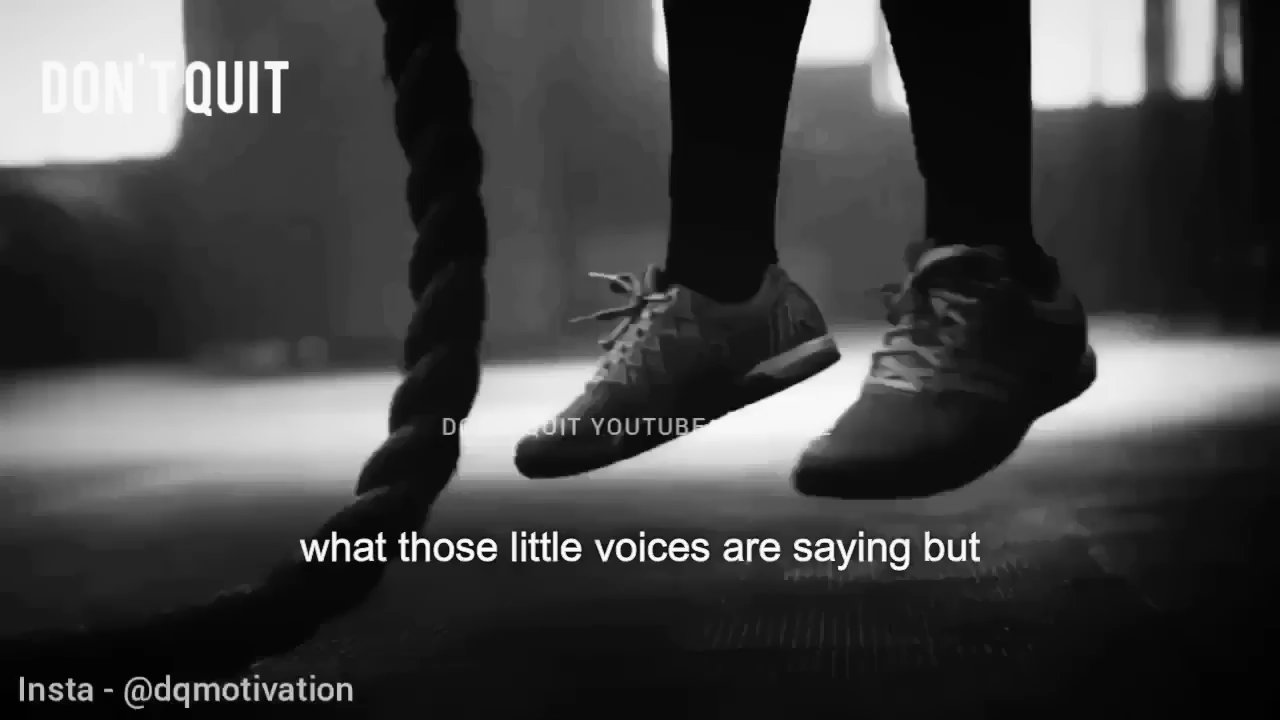 DON'T QUIT
QUIT YOUTUBE
what those little voices are saying but
Insta - @dqmotivation